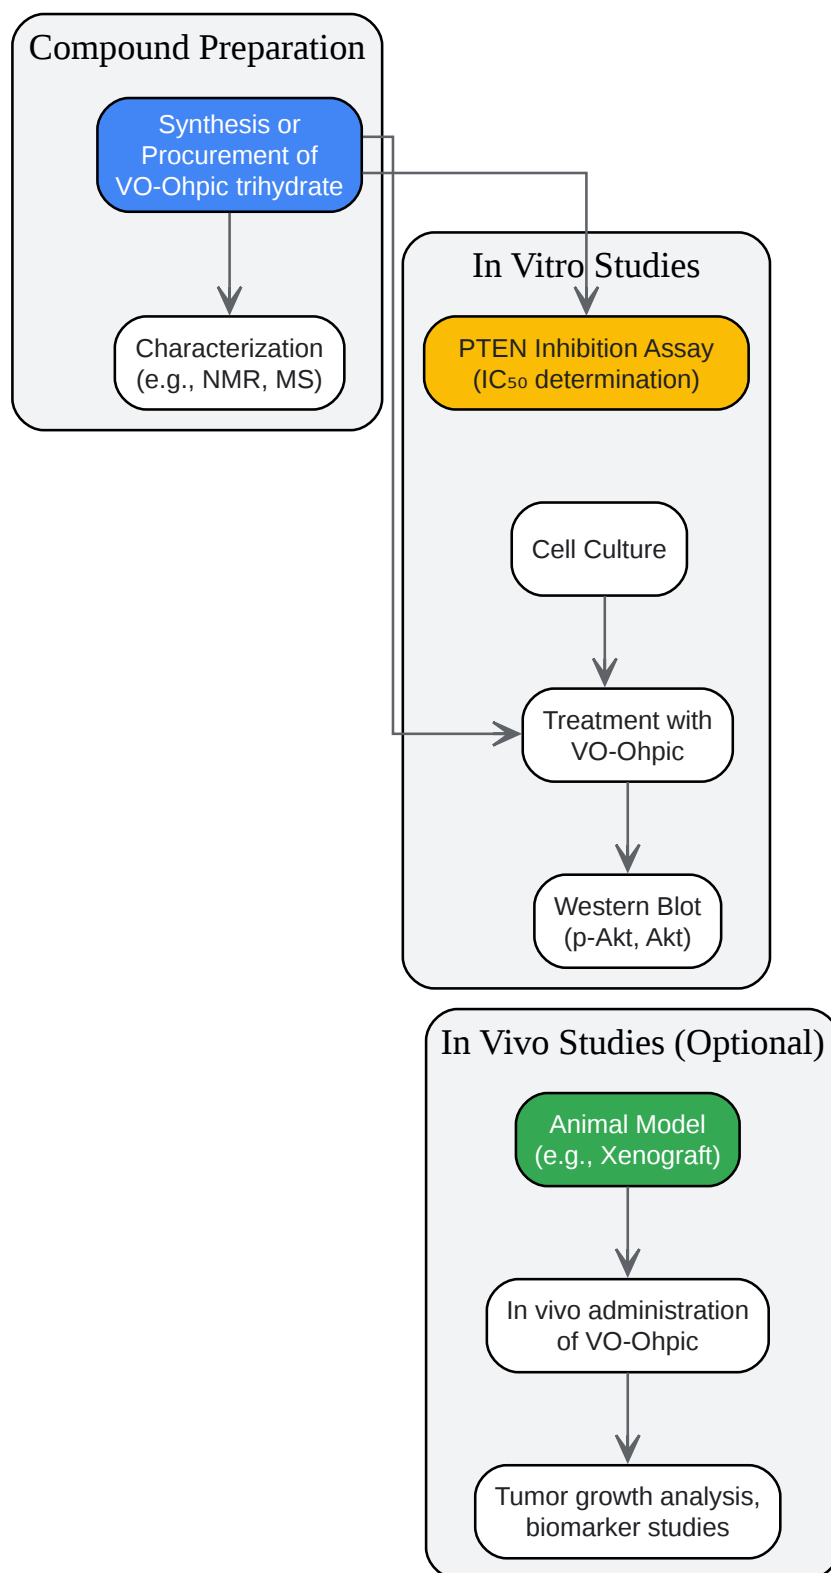 Compound Preparation
Synthesis or
Procurement of
VO-Ohpic trihydrate
Characterization
(e.g., NMR, MS)
In Vitro Studies
PTEN Inhibition Assay
(IC₅₀ determination)
Cell Culture
Treatment with
VO-Ohpic
Western Blot
(p-Akt, Akt)
In Vivo Studies (Optional)
Animal Model
(e.g., Xenograft)
In vivo administration
of VO-Ohpic
Tumor growth analysis,
biomarker studies